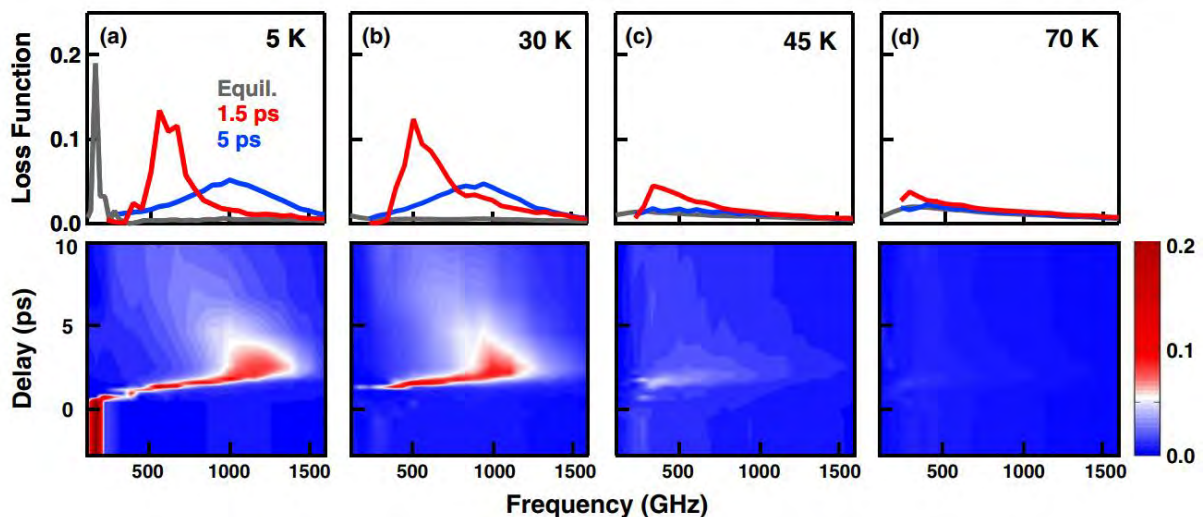 (a) 5 K (b) 30 K (c) 45 K (d) 70 K
0.2
Equil.
1.5 ps
5 ps
0.1
0.0
Loss Function
10
5
0
Delay (ps)
0.2
0.1
0.0
500 1000 1500 500 1000 1500 500 1000 1500 500 1000 1500
Frequency (GHz)